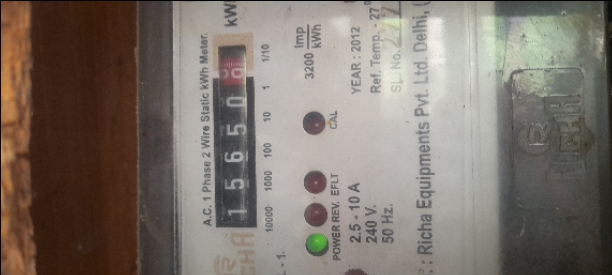 A.C. 1 Phase 2 Wire Static kWh Meter.
kW
1 5 6 5 0
10000 1000 100 10 1 1/10
3200 Imp/kWh
CAL
POWER REV. EFLT
YEAR : 2012
Ref. Temp. - 27
SL. No.
2.5 - 10 A
240 V.
50 Hz.
: Richa Equipments Pvt. Ltd. Delhi, (
RICHA